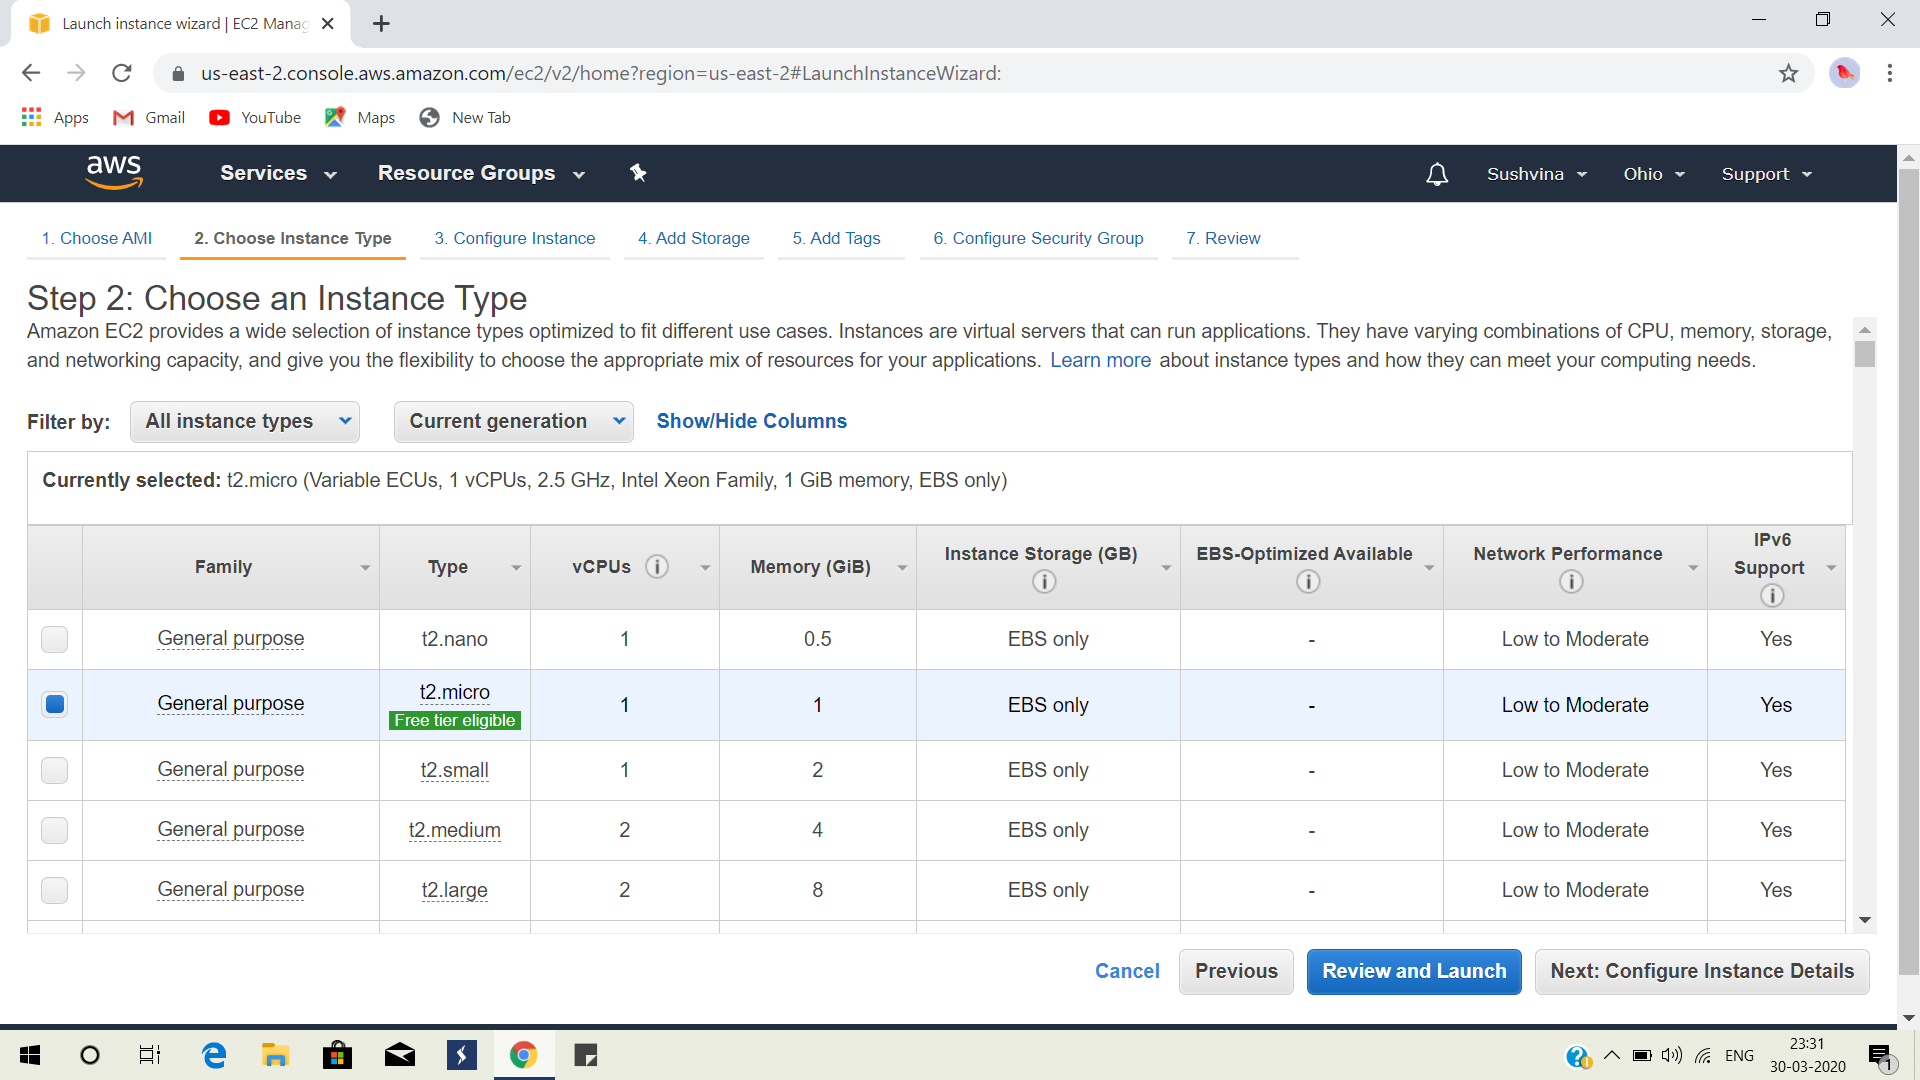 Launch instance wizard | EC2 Manag
us-east-2.console.aws.amazon.com/ec2/v2/home?region=us-east-2#LaunchInstanceWizard:
Apps Gmail YouTube Maps New Tab
aws Services Resource Groups Sushvina Ohio Support
1. Choose AMI 2. Choose Instance Type 3. Configure Instance 4. Add Storage 5. Add Tags 6. Configure Security Group 7. Review
Step 2: Choose an Instance Type
Amazon EC2 provides a wide selection of instance types optimized to fit different use cases. Instances are virtual servers that can run applications. They have varying combinations of CPU, memory, storage,
and networking capacity, and give you the flexibility to choose the appropriate mix of resources for your applications. Learn more about instance types and how they can meet your computing needs.
Filter by: All instance types Current generation Show/Hide Columns
Currently selected: t2.micro (Variable ECUs, 1 vCPUs, 2.5 GHz, Intel Xeon Family, 1 GiB memory, EBS only)
Family Type vCPUs Memory (GiB) Instance Storage (GB) EBS-Optimized Available Network Performance IPv6 Support
General purpose t2.nano 1 0.5 EBS only - Low to Moderate Yes
General purpose t2.micro Free tier eligible 1 1 EBS only - Low to Moderate Yes
General purpose t2.small 1 2 EBS only - Low to Moderate Yes
General purpose t2.medium 2 4 EBS only - Low to Moderate Yes
General purpose t2.large 2 8 EBS only - Low to Moderate Yes
Cancel Previous Review and Launch Next: Configure Instance Details
ENG 23:31
30-03-2020 1